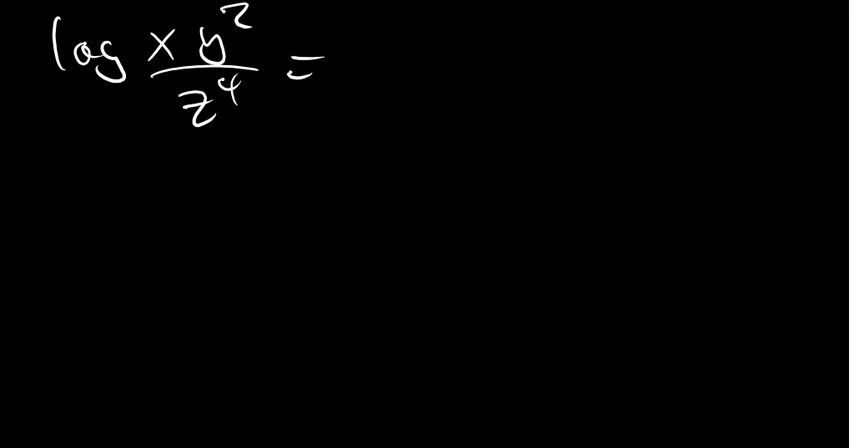 log xy²/z⁴ =